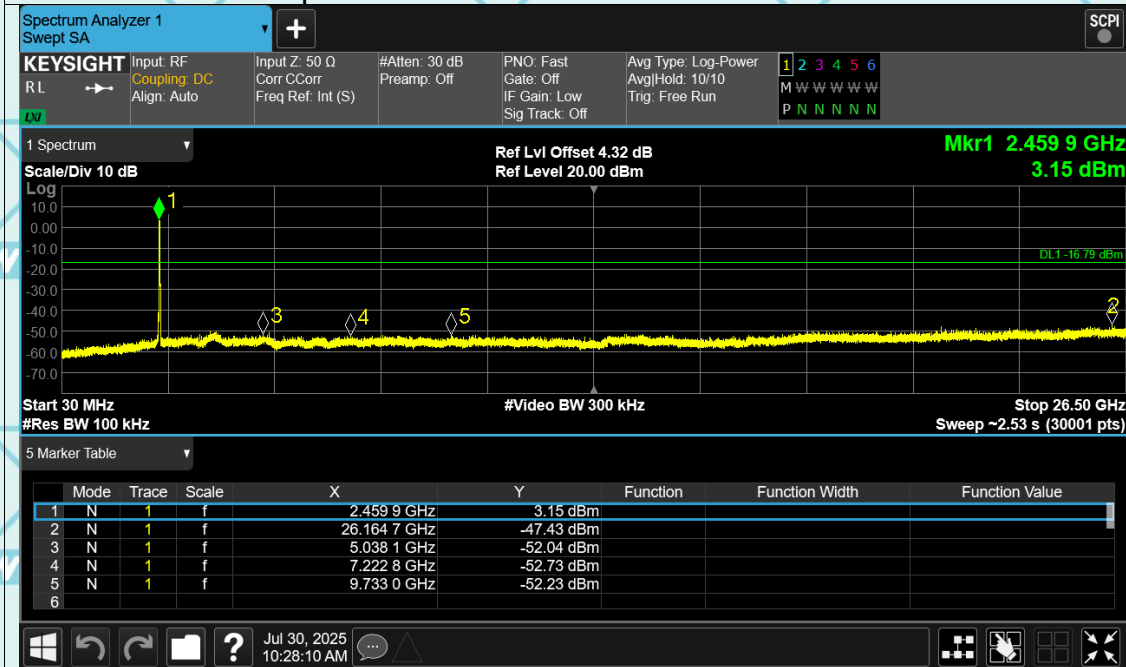 Spectrum Analyzer 1
Swept SA
+
SCPI
KEYSIGHT
RL
LXI
Input: RF
Coupling: DC
Align: Auto
Input Z: 50 Ω
Corr CCorr
Freq Ref: Int (S)
#Atten: 30 dB
Preamp: Off
PNO: Fast
Gate: Off
IF Gain: Low
Sig Track: Off
Avg Type: Log-Power
Avg|Hold: 10/10
Trig: Free Run
1 2 3 4 5 6
M W W W W W
P N N N N N
1 Spectrum
Scale/Div 10 dB
Ref Lvl Offset 4.32 dB
Ref Level 20.00 dBm
Mkr1 2.459 9 GHz
3.15 dBm
Log
10.0
0.00
-10.0
-20.0
-30.0
-40.0
-50.0
-60.0
-70.0
1
DL1 -16.79 dBm
3
4
5
2
Start 30 MHz
#Video BW 300 kHz
Stop 26.50 GHz
#Res BW 100 kHz
Sweep ~2.53 s (30001 pts)
5 Marker Table
Mode Trace Scale X Y Function Function Width Function Value
1 N 1 f 2.459 9 GHz 3.15 dBm
2 N 1 f 26.164 7 GHz -47.43 dBm
3 N 1 f 5.038 1 GHz -52.04 dBm
4 N 1 f 7.222 8 GHz -52.73 dBm
5 N 1 f 9.733 0 GHz -52.23 dBm
6
?
Jul 30, 2025
10:28:10 AM